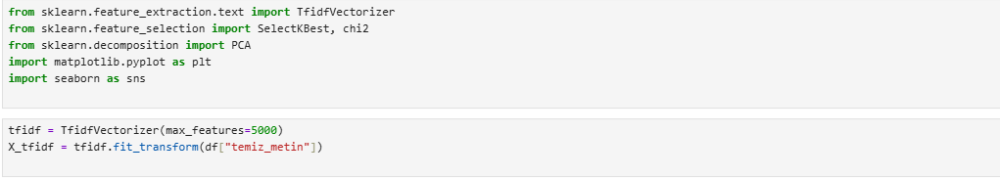 from sklearn.feature_extraction.text import TfidfVectorizer
from sklearn.feature_selection import SelectKBest, chi2
from sklearn.decomposition import PCA
import matplotlib.pyplot as plt
import seaborn as sns
tfidf = TfidfVectorizer(max_features=5000)
X_tfidf = tfidf.fit_transform(df["temiz_metin"])